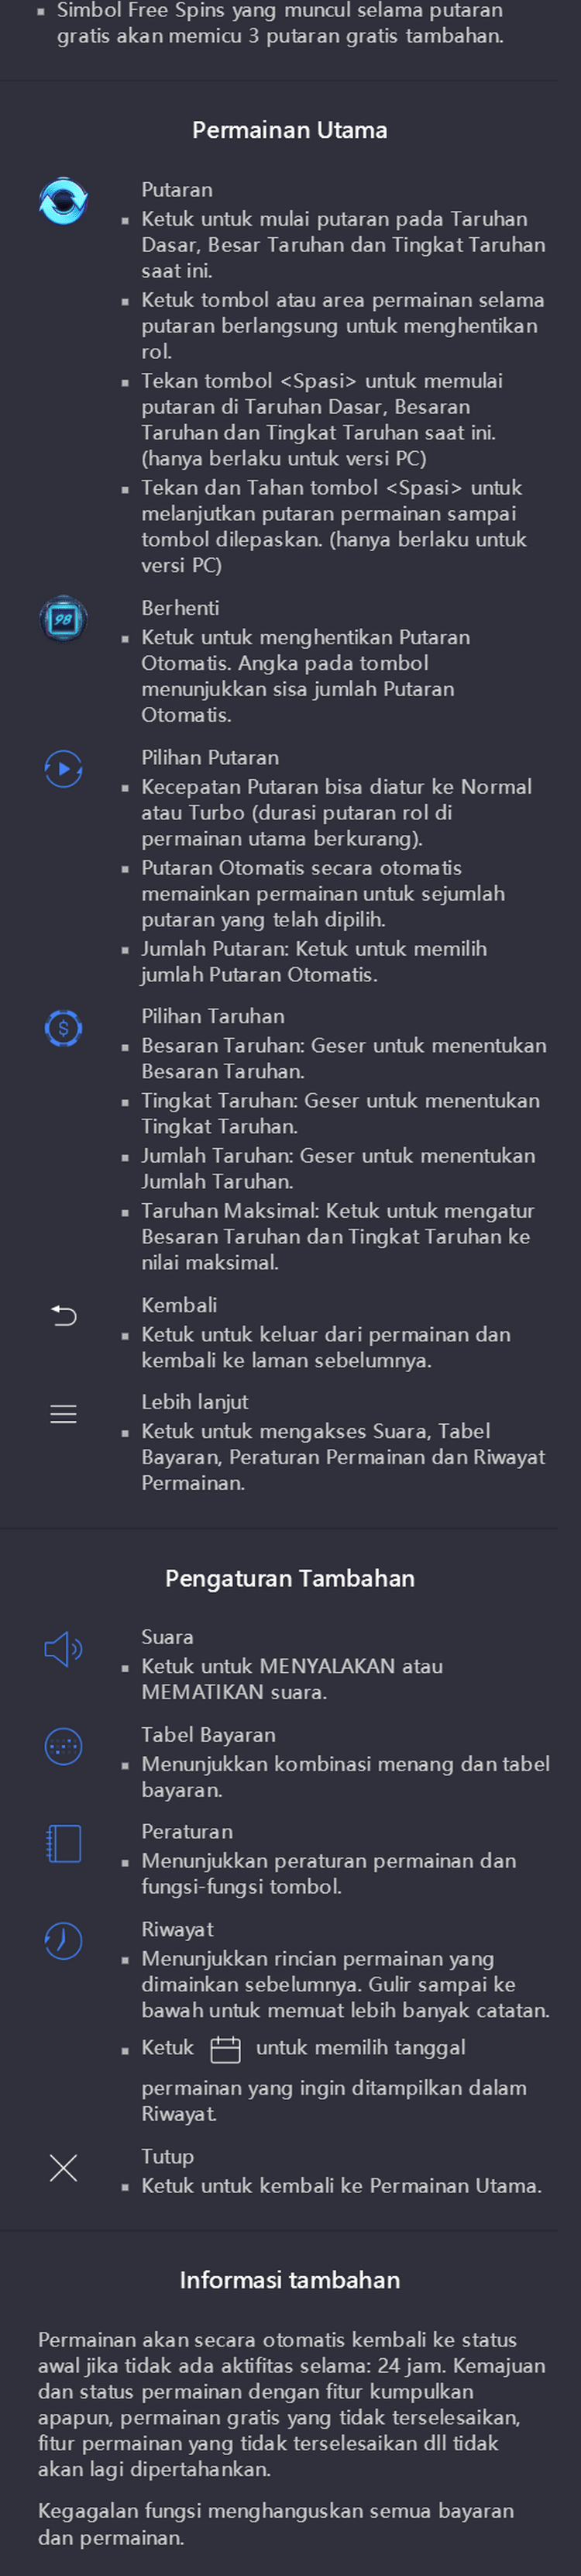 Simbol Free Spins yang muncul selama putaran
gratis akan memicu 3 putaran gratis tambahan.
Permainan Utama
Putaran
Ketuk untuk mulai putaran pada Taruhan
Dasar, Besar Taruhan dan Tingkat Taruhan
saat ini.
Ketuk tombol atau area permainan selama
putaran berlangsung untuk menghentikan
rol.
Tekan tombol <Spasi> untuk memulai
putaran di Taruhan Dasar, Besaran
Taruhan dan Tingkat Taruhan saat ini.
(hanya berlaku untuk versi PC)
Tekan dan Tahan tombol <Spasi> untuk
melanjutkan putaran permainan sampai
tombol dilepaskan. (hanya berlaku untuk
versi PC)
98
Berhenti
Ketuk untuk menghentikan Putaran
Otomatis. Angka pada tombol
menunjukkan sisa jumlah Putaran
Otomatis.
Pilihan Putaran
Kecepatan Putaran bisa diatur ke Normal
atau Turbo (durasi putaran rol di
permainan utama berkurang).
Putaran Otomatis secara otomatis
memainkan permainan untuk sejumlah
putaran yang telah dipilih.
Jumlah Putaran: Ketuk untuk memilih
jumlah Putaran Otomatis.
$
Pilihan Taruhan
Besaran Taruhan: Geser untuk menentukan
Besaran Taruhan.
Tingkat Taruhan: Geser untuk menentukan
Tingkat Taruhan.
Jumlah Taruhan: Geser untuk menentukan
Jumlah Taruhan.
Taruhan Maksimal: Ketuk untuk mengatur
Besaran Taruhan dan Tingkat Taruhan ke
nilai maksimal.
Kembali
Ketuk untuk keluar dari permainan dan
kembali ke laman sebelumnya.
Lebih lanjut
Ketuk untuk mengakses Suara, Tabel
Bayaran, Peraturan Permainan dan Riwayat
Permainan.
Pengaturan Tambahan
Suara
Ketuk untuk MENYALAKAN atau
MEMATIKAN suara.
Tabel Bayaran
Menunjukkan kombinasi menang dan tabel
bayaran.
Peraturan
Menunjukkan peraturan permainan dan
fungsi-fungsi tombol.
Riwayat
Menunjukkan rincian permainan yang
dimainkan sebelumnya. Gulir sampai ke
bawah untuk memuat lebih banyak catatan.
Ketuk untuk memilih tanggal
permainan yang ingin ditampilkan dalam
Riwayat.
Tutup
Ketuk untuk kembali ke Permainan Utama.
Informasi tambahan
Permainan akan secara otomatis kembali ke status
awal jika tidak ada aktifitas selama: 24 jam. Kemajuan
dan status permainan dengan fitur kumpulkan
apapun, permainan gratis yang tidak terselesaikan,
fitur permainan yang tidak terselesaikan dll tidak
akan lagi dipertahankan.
Kegagalan fungsi menghanguskan semua bayaran
dan permainan.